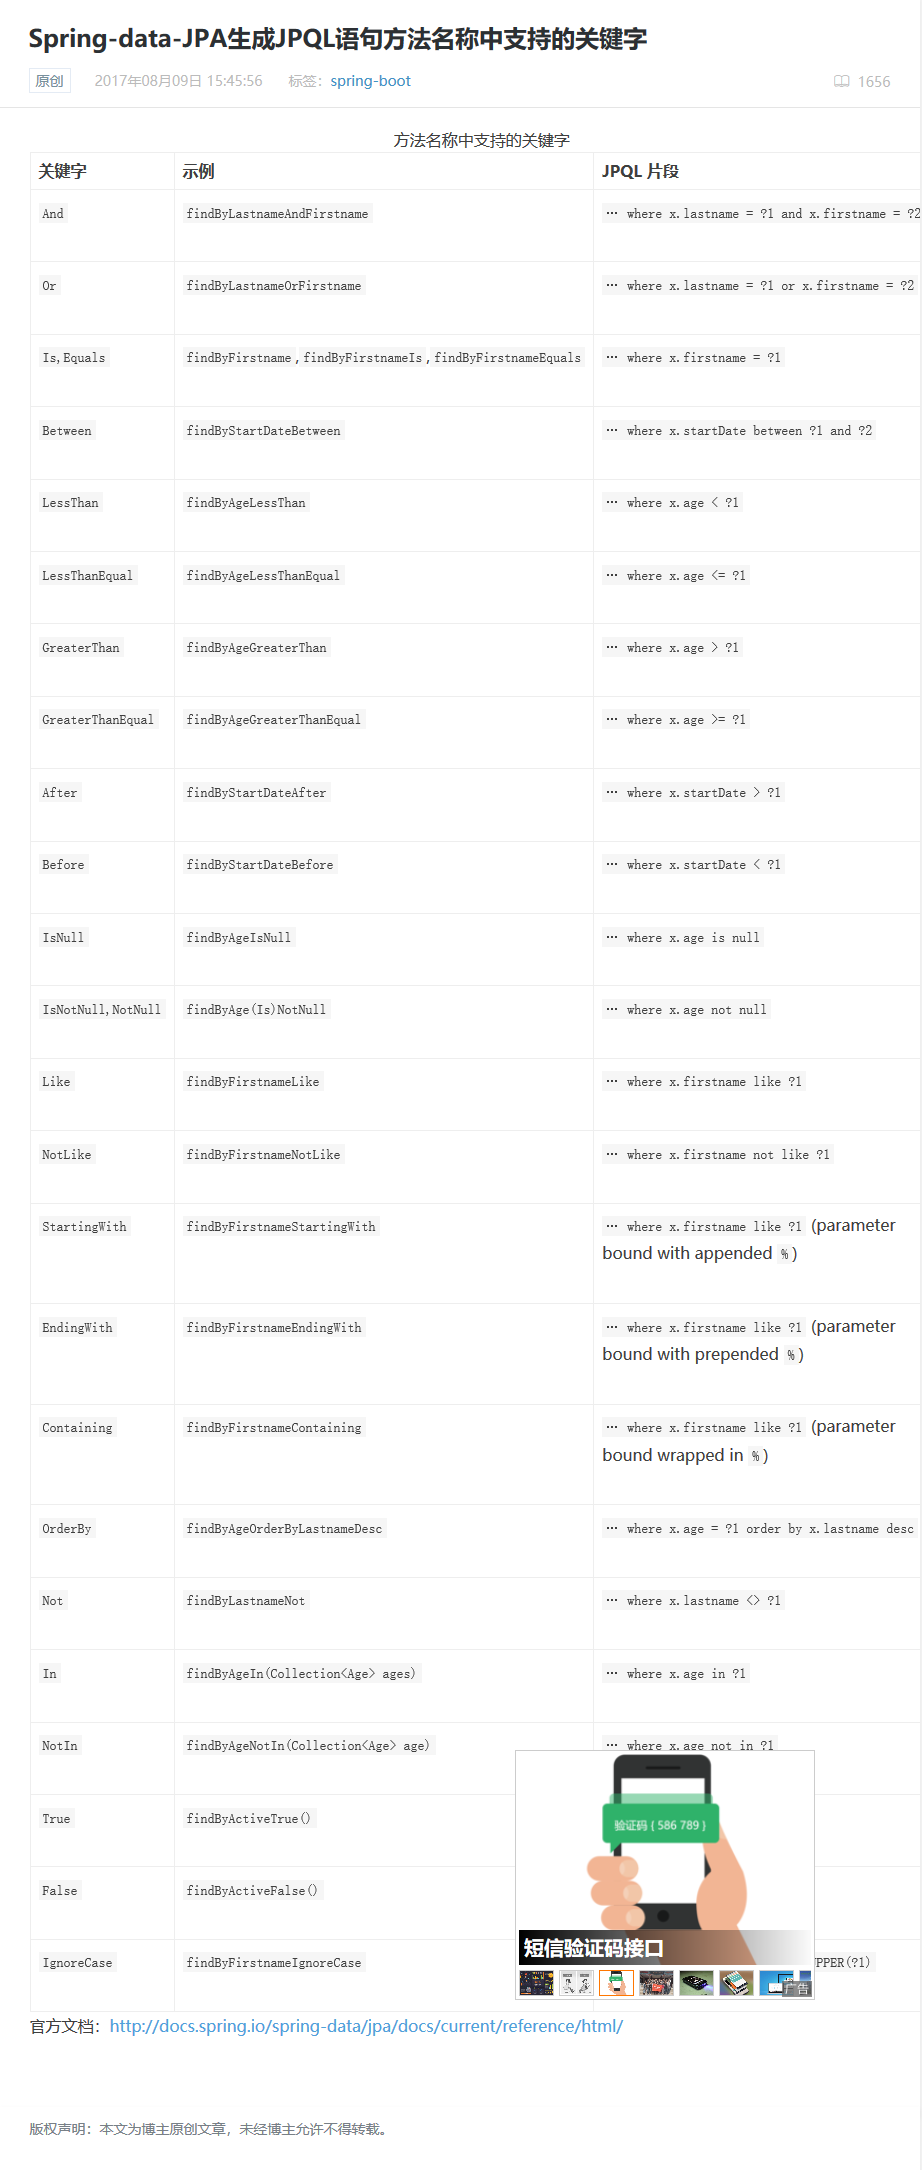 Spring-data-JPA生成JPQL语句方法名称中支持的关键字
原创 2017年08月09日 15:45:56 标签：spring-boot 1656
方法名称中支持的关键字
关键字 示例 JPQL 片段
And findByLastnameAndFirstname … where x.lastname = ?1 and x.firstname = ?2
Or findByLastnameOrFirstname … where x.lastname = ?1 or x.firstname = ?2
Is,Equals findByFirstname,findByFirstnameIs,findByFirstnameEquals … where x.firstname = ?1
Between findByStartDateBetween … where x.startDate between ?1 and ?2
LessThan findByAgeLessThan … where x.age < ?1
LessThanEqual findByAgeLessThanEqual … where x.age <= ?1
GreaterThan findByAgeGreaterThan … where x.age > ?1
GreaterThanEqual findByAgeGreaterThanEqual … where x.age >= ?1
After findByStartDateAfter … where x.startDate > ?1
Before findByStartDateBefore … where x.startDate < ?1
IsNull findByAgeIsNull … where x.age is null
IsNotNull,NotNull findByAge(Is)NotNull … where x.age not null
Like findByFirstnameLike … where x.firstname like ?1
NotLike findByFirstnameNotLike … where x.firstname not like ?1
StartingWith findByFirstnameStartingWith … where x.firstname like ?1 (parameter
bound with appended %)
EndingWith findByFirstnameEndingWith … where x.firstname like ?1 (parameter
bound with prepended %)
Containing findByFirstnameContaining … where x.firstname like ?1 (parameter
bound wrapped in %)
OrderBy findByAgeOrderByLastnameDesc … where x.age = ?1 order by x.lastname desc
Not findByLastnameNot … where x.lastname <> ?1
In findByAgeIn(Collection<Age> ages) … where x.age in ?1
NotIn findByAgeNotIn(Collection<Age> age) … where x.age not in ?1
True findByActiveTrue()
验证码 { 586 789 }
False findByActiveFalse()
短信验证码接口
IgnoreCase findByFirstnameIgnoreCase UPPER(?1)
广告
官方文档：http://docs.spring.io/spring-data/jpa/docs/current/reference/html/
版权声明：本文为博主原创文章，未经博主允许不得转载。